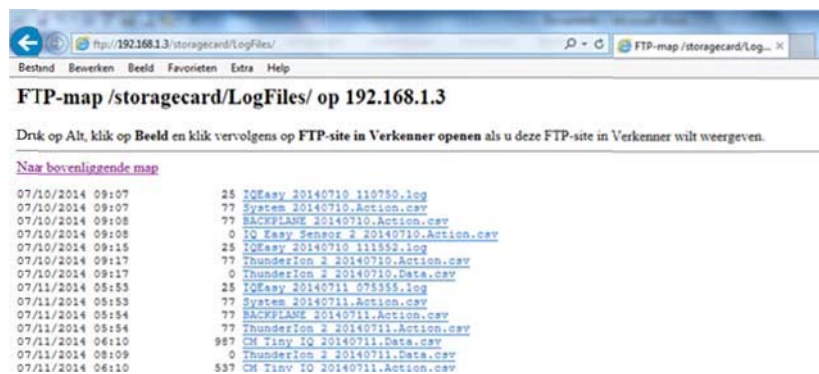 ftp://192.168.1.3/storagecard/LogFiles/
FTP-map /storagecard/Log...
Bestand Bewerken Beeld Favorieten Extra Help
FTP-map /storagecard/LogFiles/ op 192.168.1.3
Druk op Alt, klik op Beeld en klik vervolgens op FTP-site in Verkenner openen als u deze FTP-site in Verkenner wilt weergeven.
Naar bovenliggende map
07/10/2014 09:07 25 IQEasy 20140710 110750.log
07/10/2014 09:07 77 System 20140710.Action.csv
07/10/2014 09:08 77 BACKPLANE 20140710.Action.csv
07/10/2014 09:08 0 IQ Easy Sensor 2 20140710.Action.csv
07/10/2014 09:15 25 IQEasy 20140710 111552.log
07/10/2014 09:17 77 ThunderIon 2 20140710.Action.csv
07/10/2014 09:17 0 ThunderIon 2 20140710.Data.csv
07/11/2014 05:53 25 IQEasy 20140711 075355.log
07/11/2014 05:53 77 System 20140711.Action.csv
07/11/2014 05:54 77 BACKPLANE 20140711.Action.csv
07/11/2014 05:54 77 ThunderIon 2 20140711.Action.csv
07/11/2014 06:10 987 CM Tiny IQ 20140711.Data.csv
07/11/2014 08:09 0 ThunderIon 2 20140711.Data.csv
07/11/2014 06:10 537 CM Tiny IQ 20140711.Action.csv